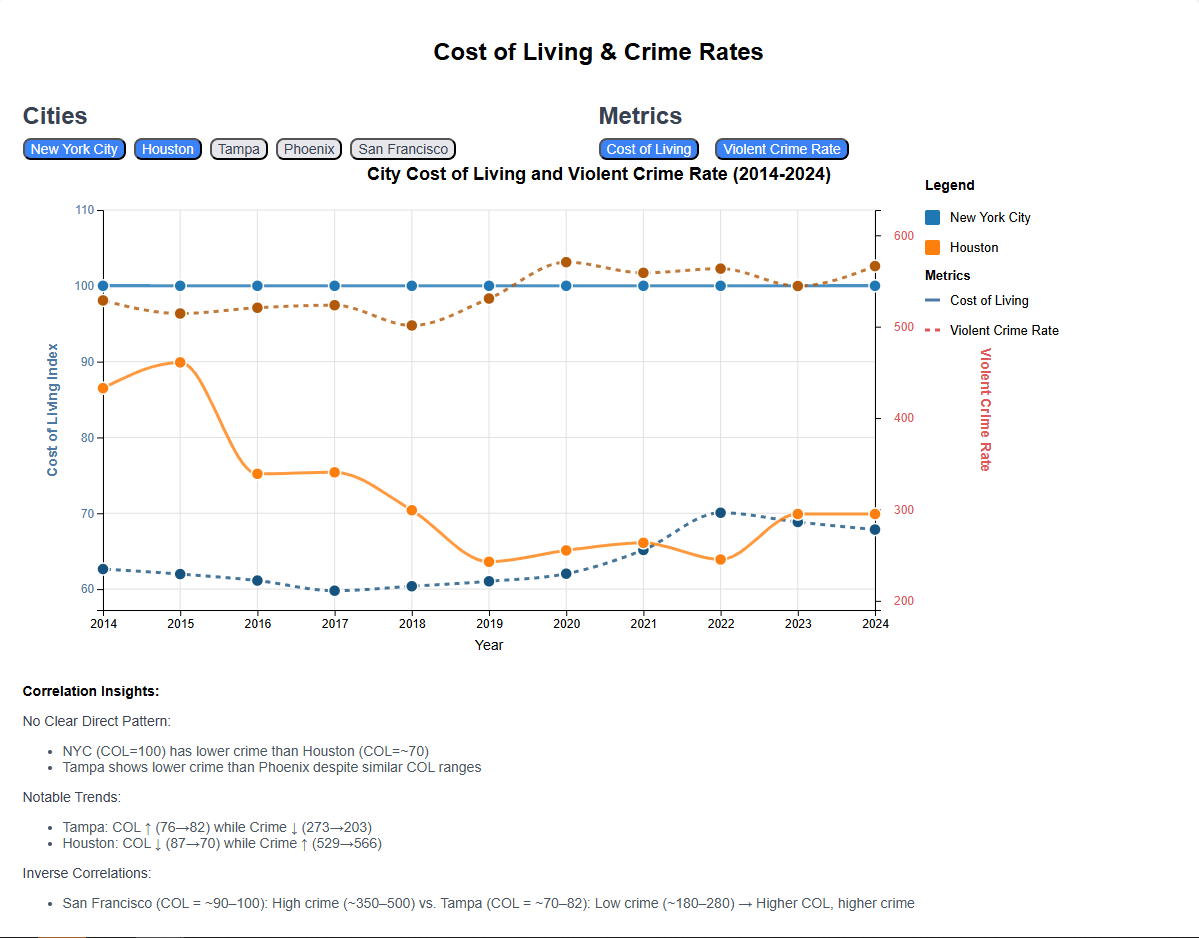 Cost of Living & Crime Rates
Cities
Metrics
New York City Houston Tampa Phoenix San Francisco
Cost of Living Violent Crime Rate
City Cost of Living and Violent Crime Rate (2014-2024)
Legend
New York City
Houston
Metrics
Cost of Living
Violent Crime Rate
110
100
90
80
70
60
Cost of Living Index
600
500
400
300
200
Violent Crime Rate
2014 2015 2016 2017 2018 2019 2020 2021 2022 2023 2024
Year
Correlation Insights:
No Clear Direct Pattern:
• NYC (COL=100) has lower crime than Houston (COL=~70)
• Tampa shows lower crime than Phoenix despite similar COL ranges
Notable Trends:
• Tampa: COL ↑ (76→82) while Crime ↓ (273→203)
• Houston: COL ↓ (87→70) while Crime ↑ (529→566)
Inverse Correlations:
• San Francisco (COL = ~90–100): High crime (~350–500) vs. Tampa (COL = ~70–82): Low crime (~180–280) → Higher COL, higher crime